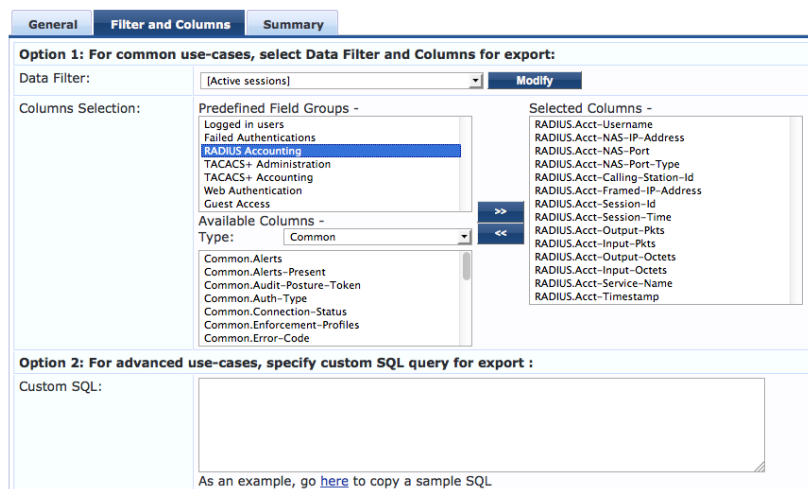 General
Filter and Columns
Summary
Option 1: For common use-cases, select Data Filter and Columns for export:
Data Filter:
[Active sessions]
Modify
Columns Selection:
Predefined Field Groups -
Logged in users
Failed Authentications
RADIUS Accounting
TACACS+ Administration
TACACS+ Accounting
Web Authentication
Guest Access
Available Columns -
Type:
Common
Common.Alerts
Common.Alerts-Present
Common.Audit-Posture-Token
Common.Auth-Type
Common.Connection-Status
Common.Enforcement-Profiles
Common.Error-Code
>>
<<
Selected Columns -
RADIUS.Acct-Username
RADIUS.Acct-NAS-IP-Address
RADIUS.Acct-NAS-Port
RADIUS.Acct-NAS-Port-Type
RADIUS.Acct-Calling-Station-Id
RADIUS.Acct-Framed-IP-Address
RADIUS.Acct-Session-Id
RADIUS.Acct-Session-Time
RADIUS.Acct-Output-Pkts
RADIUS.Acct-Input-Pkts
RADIUS.Acct-Output-Octets
RADIUS.Acct-Input-Octets
RADIUS.Acct-Service-Name
RADIUS.Acct-Timestamp
Option 2: For advanced use-cases, specify custom SQL query for export :
Custom SQL:
As an example, go here to copy a sample SQL